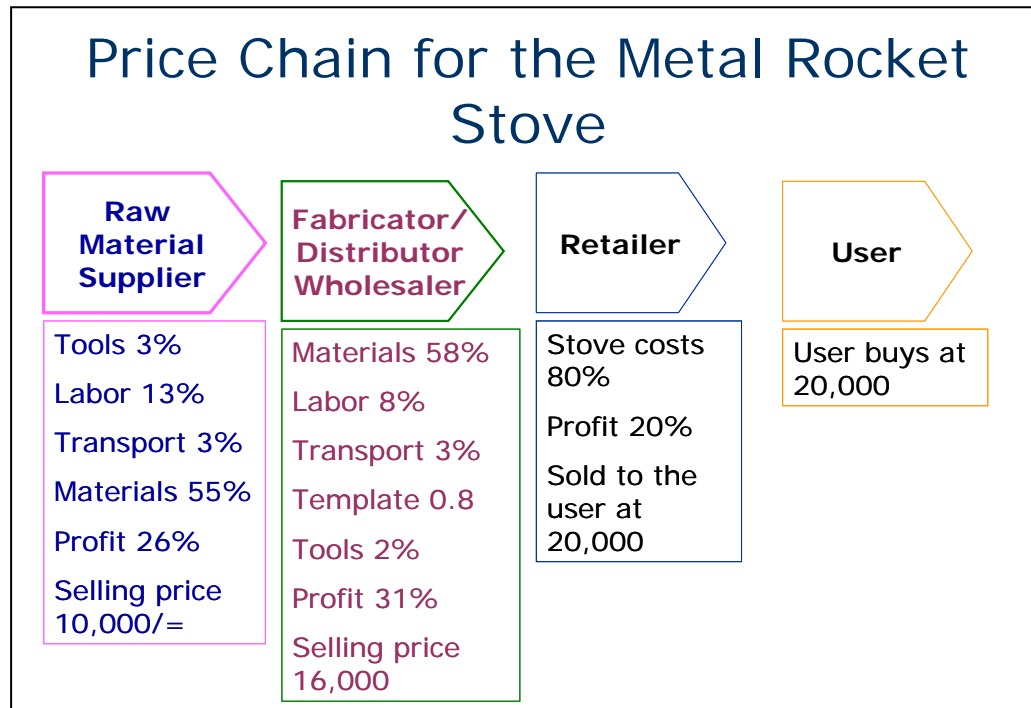 Price Chain for the Metal Rocket
Stove
Raw
Material
Supplier
Tools 3%
Labor 13%
Transport 3%
Materials 55%
Profit 26%
Selling price
10,000/=
Fabricator/
Distributor
Wholesaler
Materials 58%
Labor 8%
Transport 3%
Template 0.8
Tools 2%
Profit 31%
Selling price
16,000
Retailer
Stove costs
80%
Profit 20%
Sold to the
user at
20,000
User
User buys at
20,000